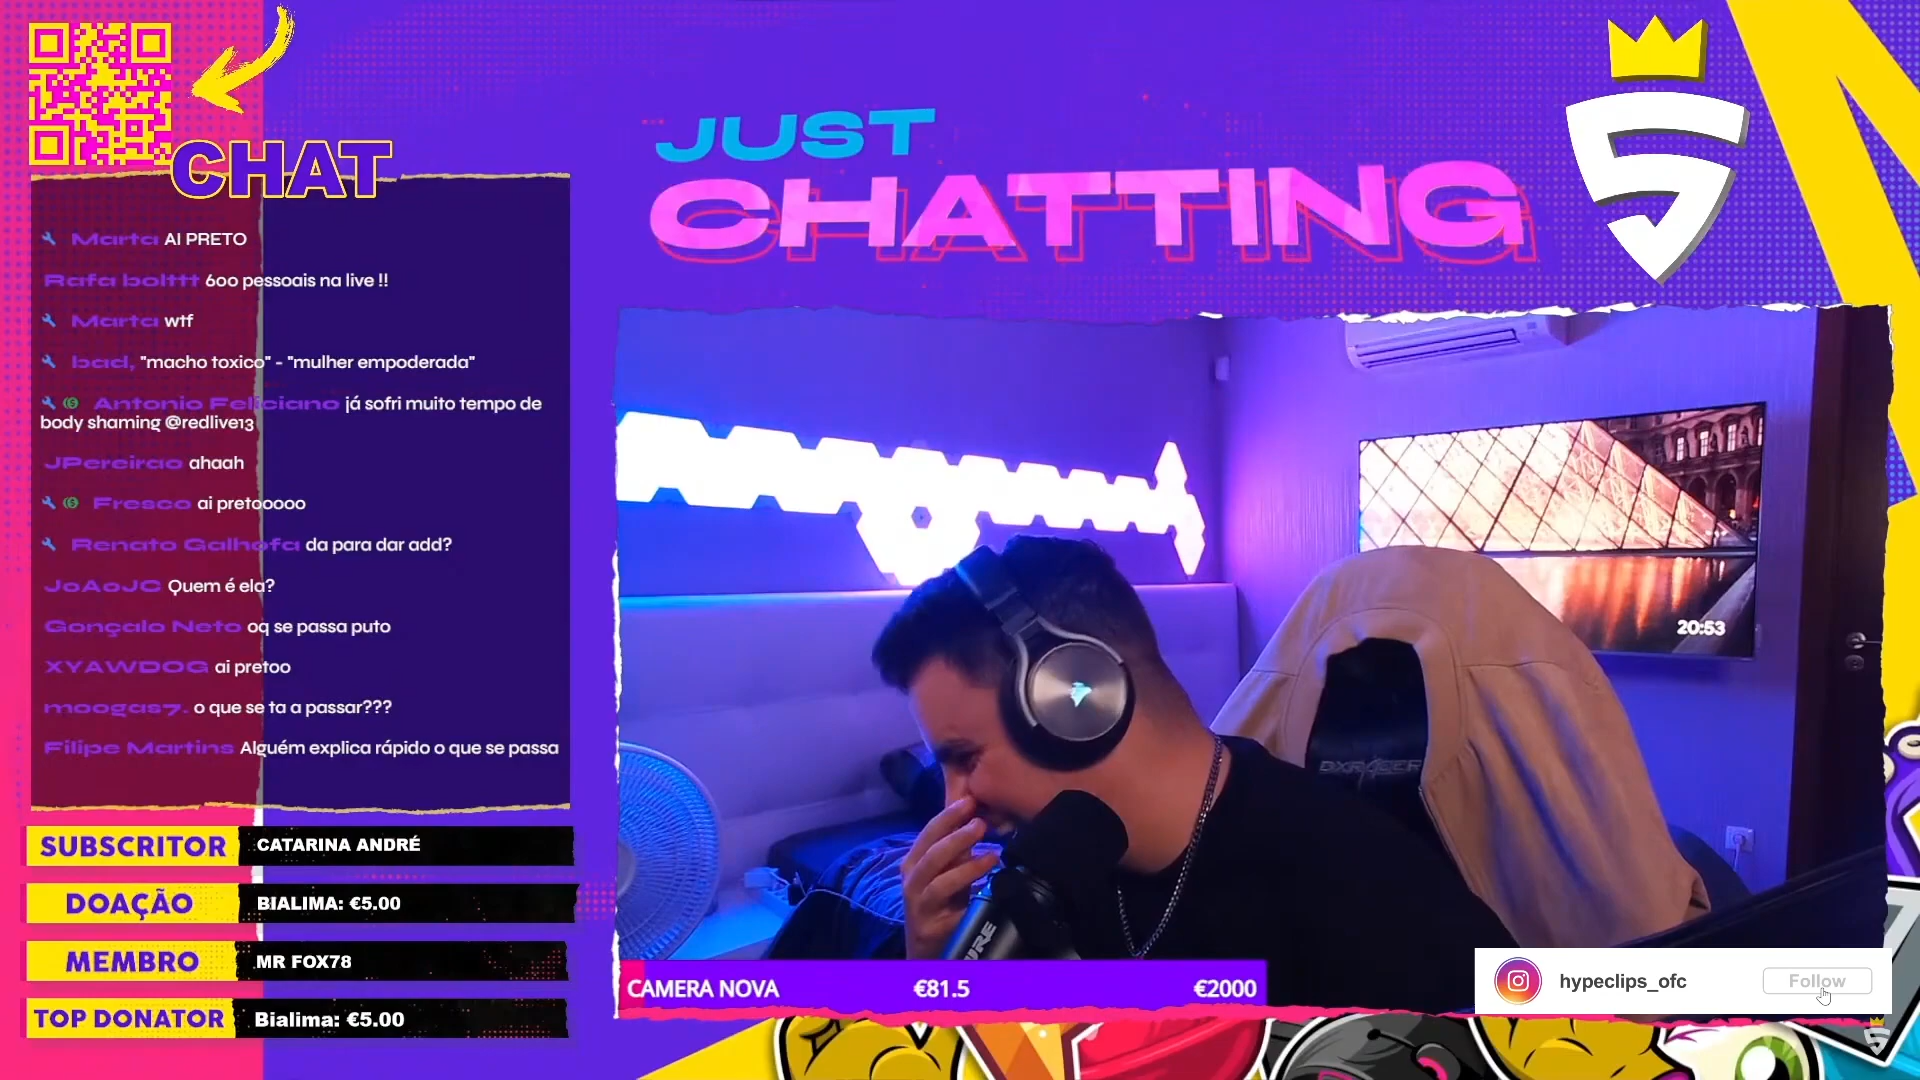 CHAT
Marta AI PRETO
Rafa bolttt 600 pessoais na live !!
Marta wtf
bad, "macho toxico" - "mulher empoderada"
Antonio Feliciano já sofri muito tempo de
body shaming @redlive13
JPereirao ahaah
Fresco ai pretooooo
Renato Galhofa da para dar add?
JoAoJC Quem é ela?
Gonçalo Neto oq se passa puto
XYAWDOG ai pretoo
moogas7. o que se ta a passar???
Filipe Martins Alguém explica rápido o que se passa
SUBSCRITOR CATARINA ANDRÉ
DOAÇÃO BIALIMA: €5.00
MEMBRO MR FOX78
TOP DONATOR Bialima: €5.00
JUST
CHATTING
20:53
DXRACER
CAMERA NOVA €81.5 €2000
hypeclips_ofc Follow